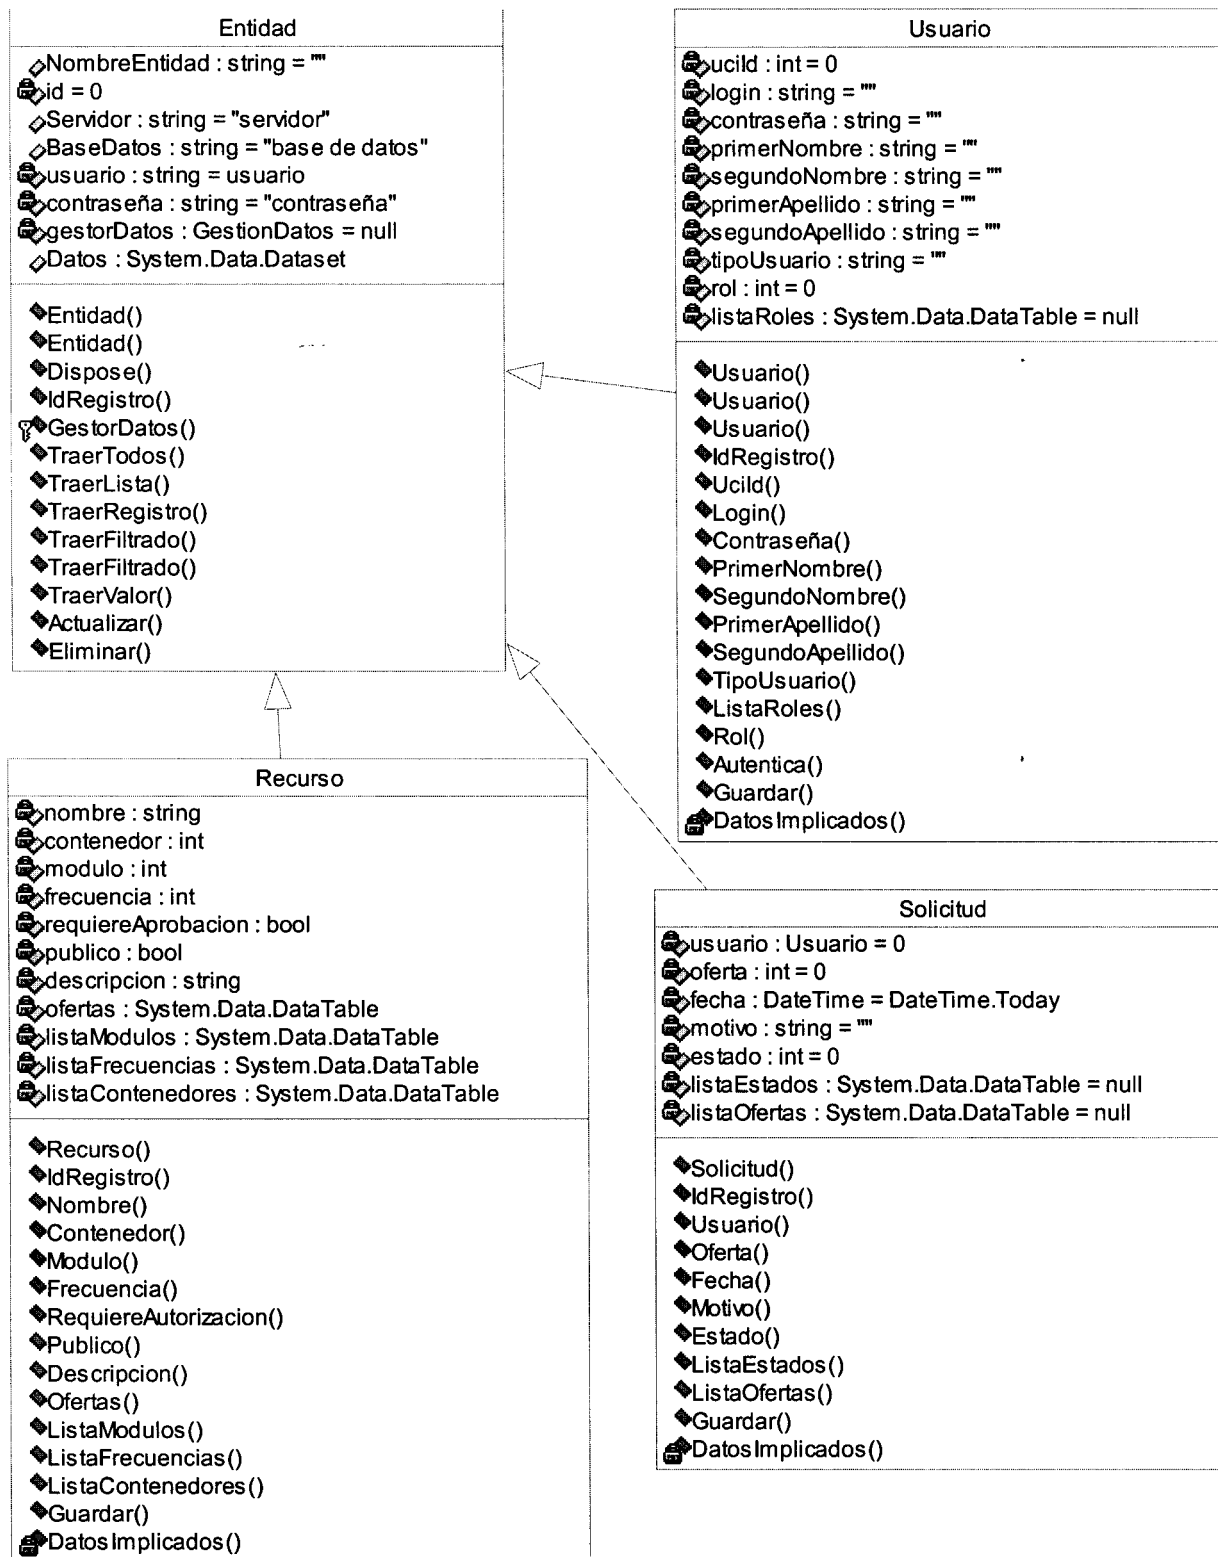 Entidad
NombreEntidad : string = ""
id = 0
Servidor : string = "servidor"
BaseDatos : string = "base de datos"
usuario : string = usuario
contraseña : string = "contraseña"
gestorDatos : GestionDatos = null
Datos : System.Data.Dataset
Entidad()
Entidad()
Dispose()
IdRegistro()
GestorDatos()
TraerTodos()
TraerLista()
TraerRegistro()
TraerFiltrado()
TraerFiltrado()
TraerValor()
Actualizar()
Eliminar()
Usuario
uciId : int = 0
login : string = ""
contraseña : string = ""
primerNombre : string = ""
segundoNombre : string = ""
primerApellido : string = ""
segundoApellido : string = ""
tipoUsuario : string = ""
rol : int = 0
listaRoles : System.Data.DataTable = null
Usuario()
Usuario()
Usuario()
IdRegistro()
UciId()
Login()
Contraseña()
PrimerNombre()
SegundoNombre()
PrimerApellido()
SegundoApellido()
TipoUsuario()
ListaRoles()
Rol()
Autentica()
Guardar()
DatosImplicados()
Recurso
nombre : string
contenedor : int
modulo : int
frecuencia : int
requiereAprobacion : bool
publico : bool
descripcion : string
ofertas : System.Data.DataTable
listaModulos : System.Data.DataTable
listaFrecuencias : System.Data.DataTable
listaContenedores : System.Data.DataTable
Recurso()
IdRegistro()
Nombre()
Contenedor()
Modulo()
Frecuencia()
RequiereAutorizacion()
Publico()
Descripcion()
Ofertas()
ListaModulos()
ListaFrecuencias()
ListaContenedores()
Guardar()
DatosImplicados()
Solicitud
usuario : Usuario = 0
oferta : int = 0
fecha : DateTime = DateTime.Today
motivo : string = ""
estado : int = 0
listaEstados : System.Data.DataTable = null
listaOfertas : System.Data.DataTable = null
Solicitud()
IdRegistro()
Usuario()
Oferta()
Fecha()
Motivo()
Estado()
ListaEstados()
ListaOfertas()
Guardar()
DatosImplicados()